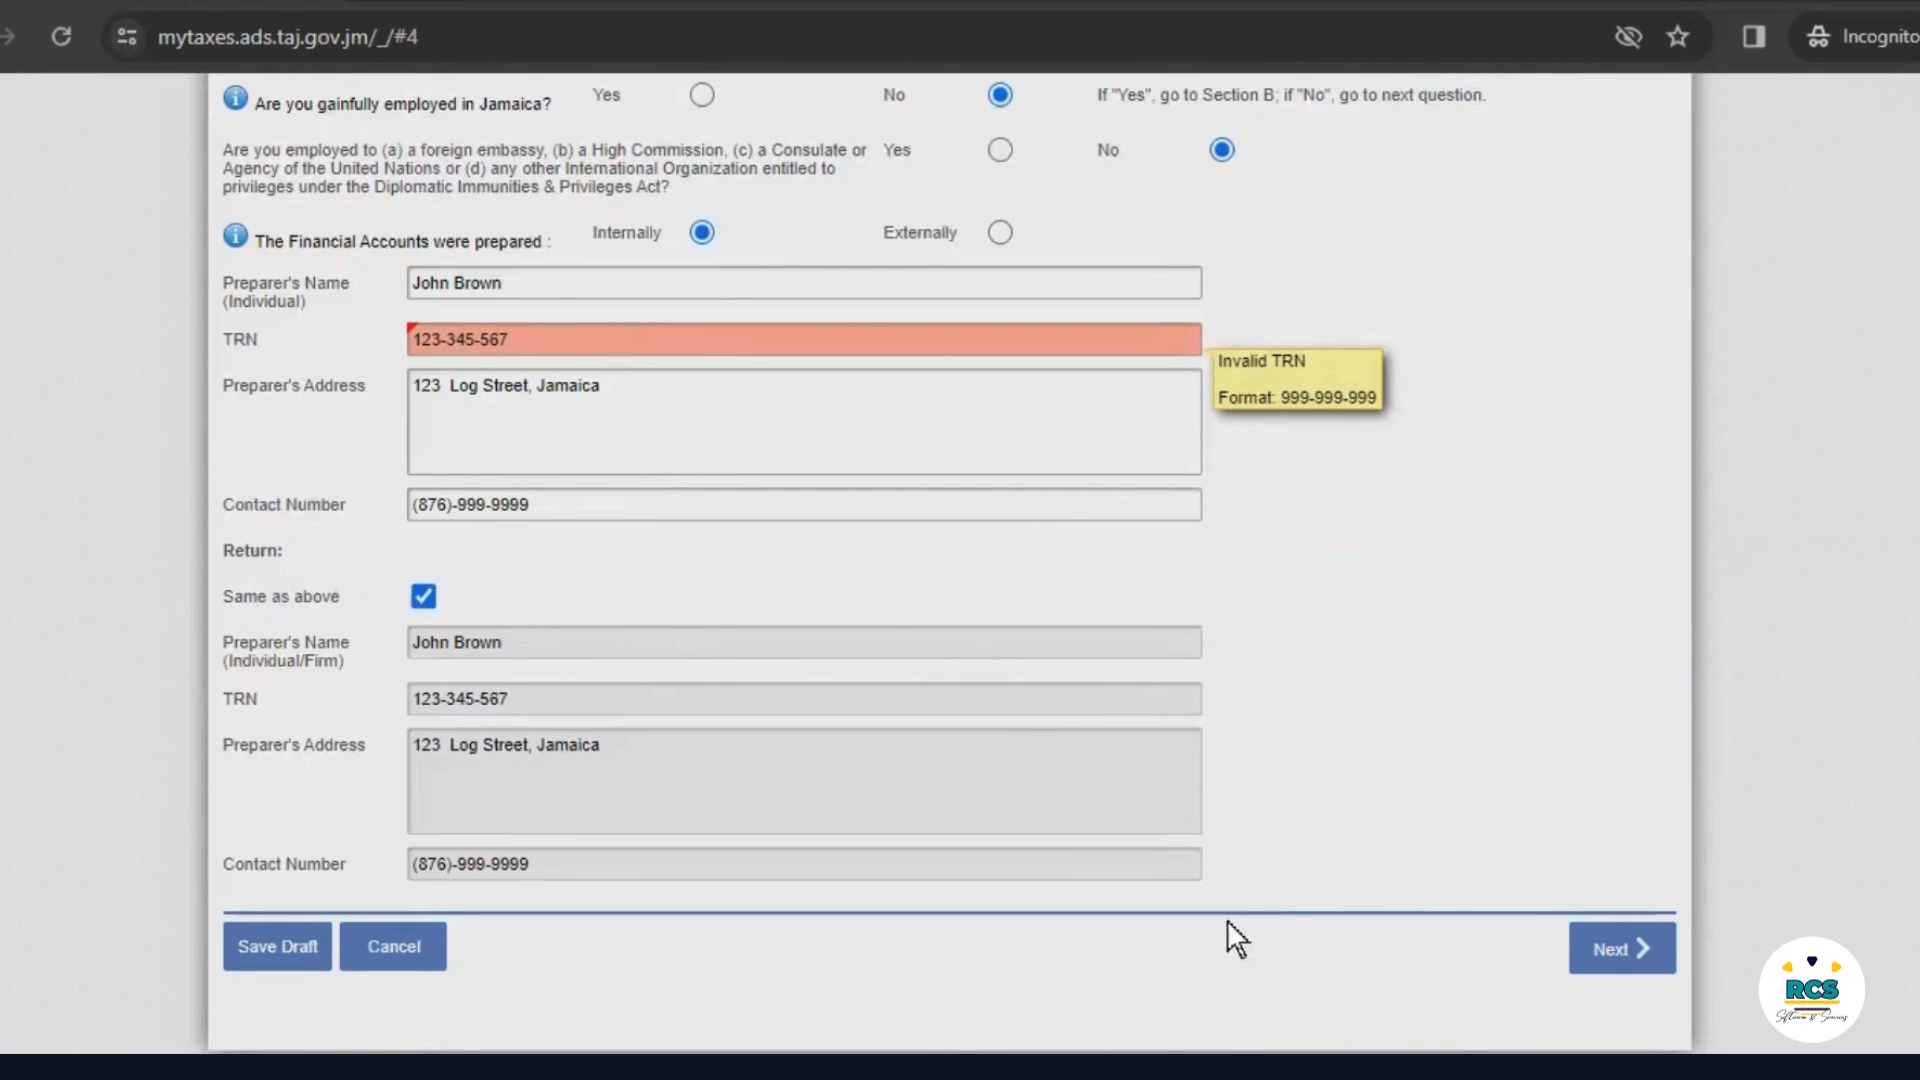 mytaxes.ads.taj.gov.jm/_/#4
Incognito
Are you gainfully employed in Jamaica?
Yes
No
If "Yes", go to Section B; if "No", go to next question.
Are you employed to (a) a foreign embassy, (b) a High Commission, (c) a Consulate or
Agency of the United Nations or (d) any other International Organization entitled to
privileges under the Diplomatic Immunities & Privileges Act?
Yes
No
The Financial Accounts were prepared :
Internally
Externally
Preparer's Name
(Individual)
John Brown
TRN
123-345-567
Invalid TRN
Format: 999-999-999
Preparer's Address
123 Log Street, Jamaica
Contact Number
(876)-999-9999
Return:
Same as above
Preparer's Name
(Individual/Firm)
John Brown
TRN
123-345-567
Preparer's Address
123 Log Street, Jamaica
Contact Number
(876)-999-9999
Save Draft
Cancel
Next
RCS
Software & Services